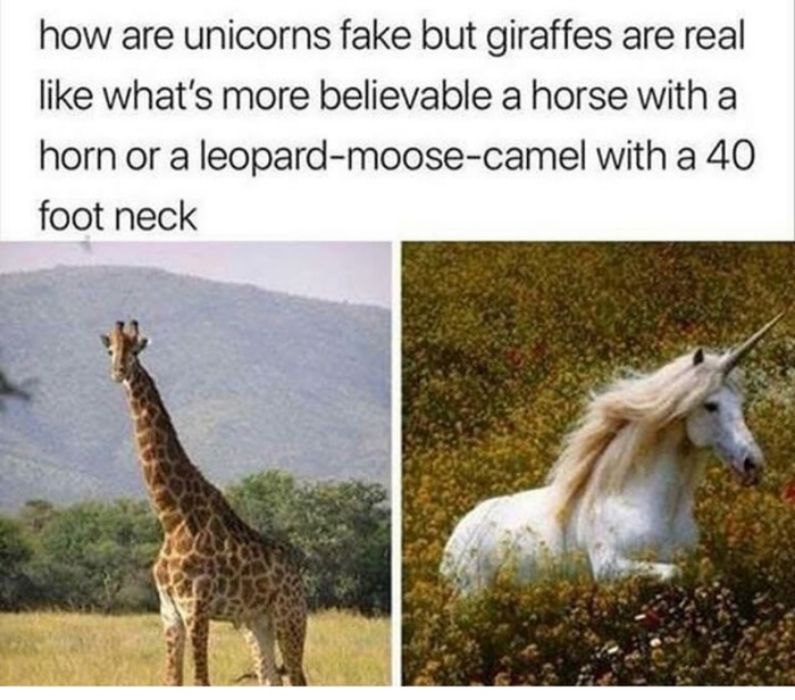 how are unicorns fake but giraffes are real
like what's more believable a horse with a
horn or a leopard-moose-camel with a 40
foot neck